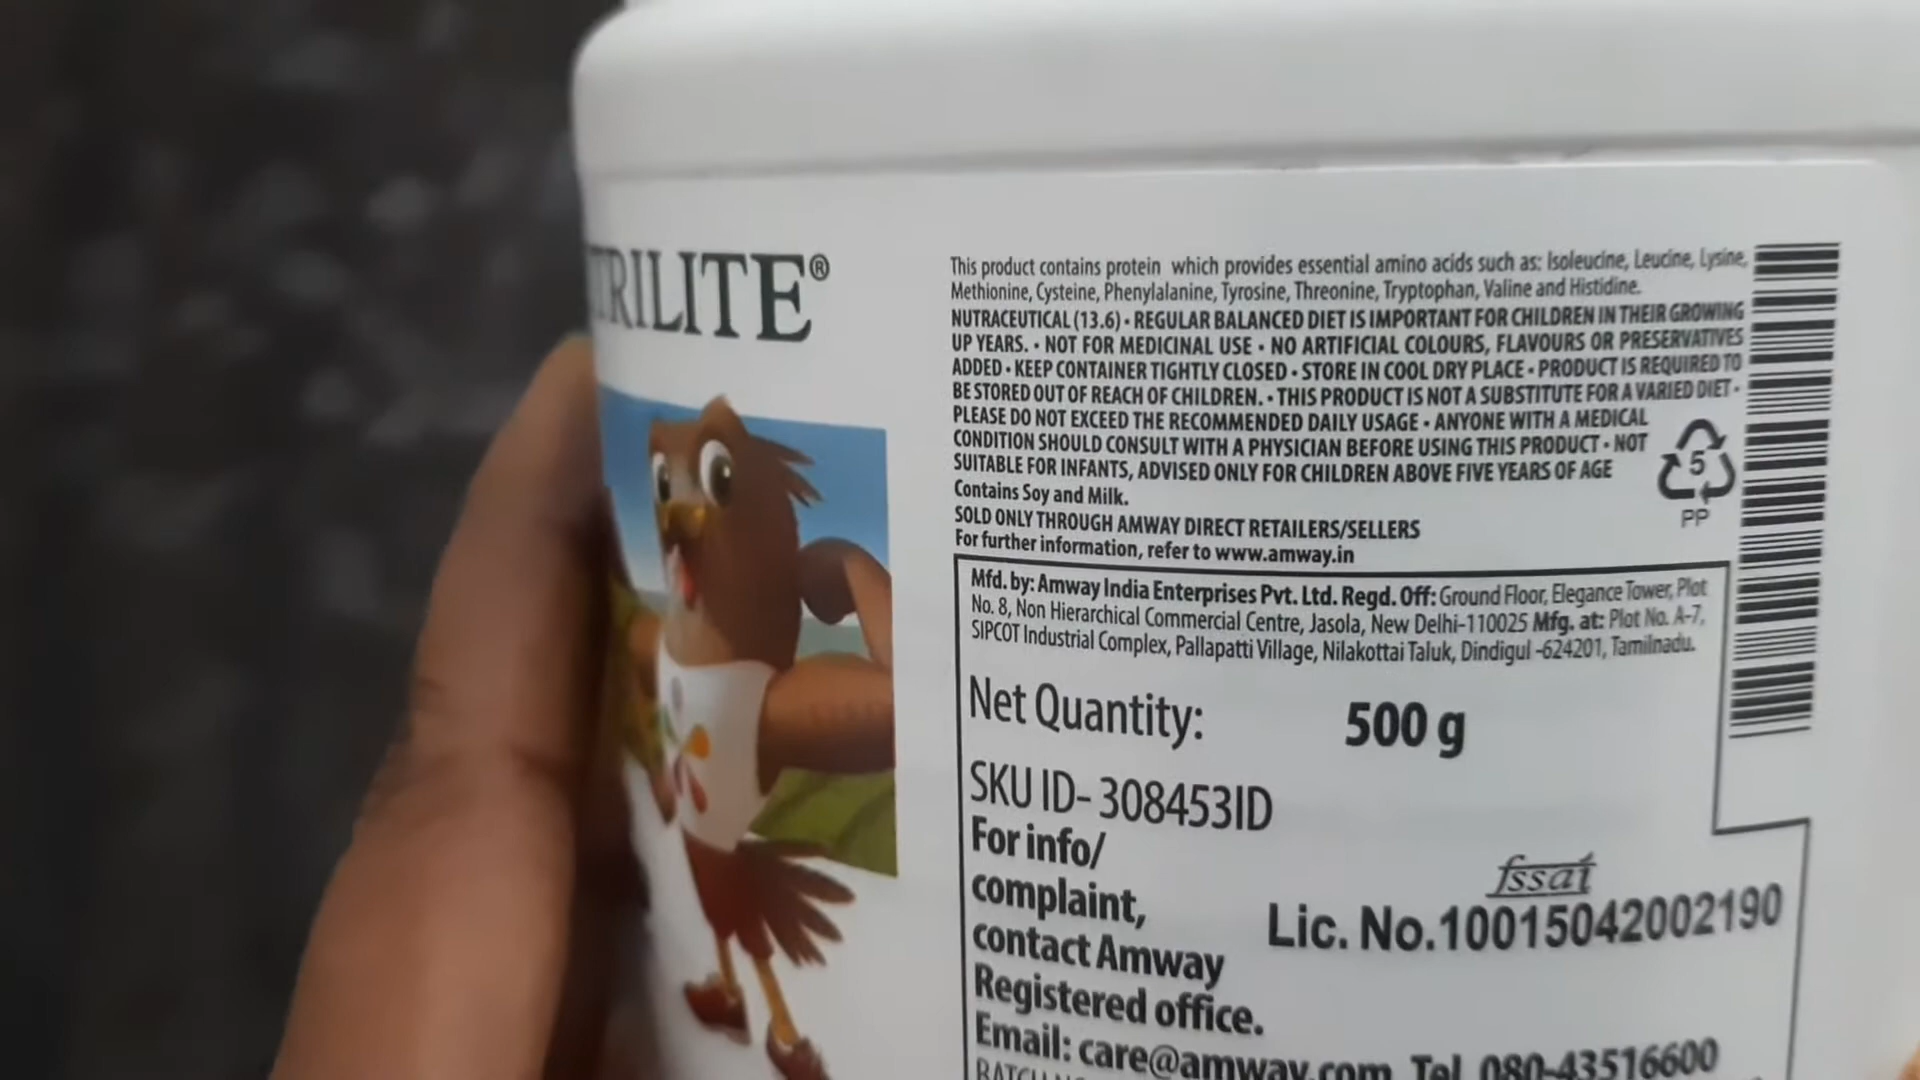 TRILITE®
This product contains protein which provides essential amino acids such as: Isoleucine, Leucine, Lysine,
Methionine, Cysteine, Phenylalanine, Tyrosine, Threonine, Tryptophan, Valine and Histidine.
NUTRACEUTICAL (13.6) • REGULAR BALANCED DIET IS IMPORTANT FOR CHILDREN IN THEIR GROWING
UP YEARS. • NOT FOR MEDICINAL USE • NO ARTIFICIAL COLOURS, FLAVOURS OR PRESERVATIVES
ADDED • KEEP CONTAINER TIGHTLY CLOSED • STORE IN COOL DRY PLACE • PRODUCT IS REQUIRED TO
BE STORED OUT OF REACH OF CHILDREN. • THIS PRODUCT IS NOT A SUBSTITUTE FOR A VARIED DIET •
PLEASE DO NOT EXCEED THE RECOMMENDED DAILY USAGE • ANYONE WITH A MEDICAL
CONDITION SHOULD CONSULT WITH A PHYSICIAN BEFORE USING THIS PRODUCT • NOT
SUITABLE FOR INFANTS, ADVISED ONLY FOR CHILDREN ABOVE FIVE YEARS OF AGE
Contains Soy and Milk.
SOLD ONLY THROUGH AMWAY DIRECT RETAILERS/SELLERS
For further information, refer to www.amway.in
5
PP
Mfd. by: Amway India Enterprises Pvt. Ltd. Regd. Off: Ground Floor, Elegance Tower, Plot
No. 8, Non Hierarchical Commercial Centre, Jasola, New Delhi-110025 Mfg. at: Plot No. A-7,
SIPCOT Industrial Complex, Pallapatti Village, Nilakottai Taluk, Dindigul -624201, Tamilnadu.
Net Quantity: 500 g
SKU ID- 308453ID
For info/
complaint,
contact Amway
Registered office.
fssai
Lic. No.10015042002190
Email: care@amway.com Tel 080-43516600